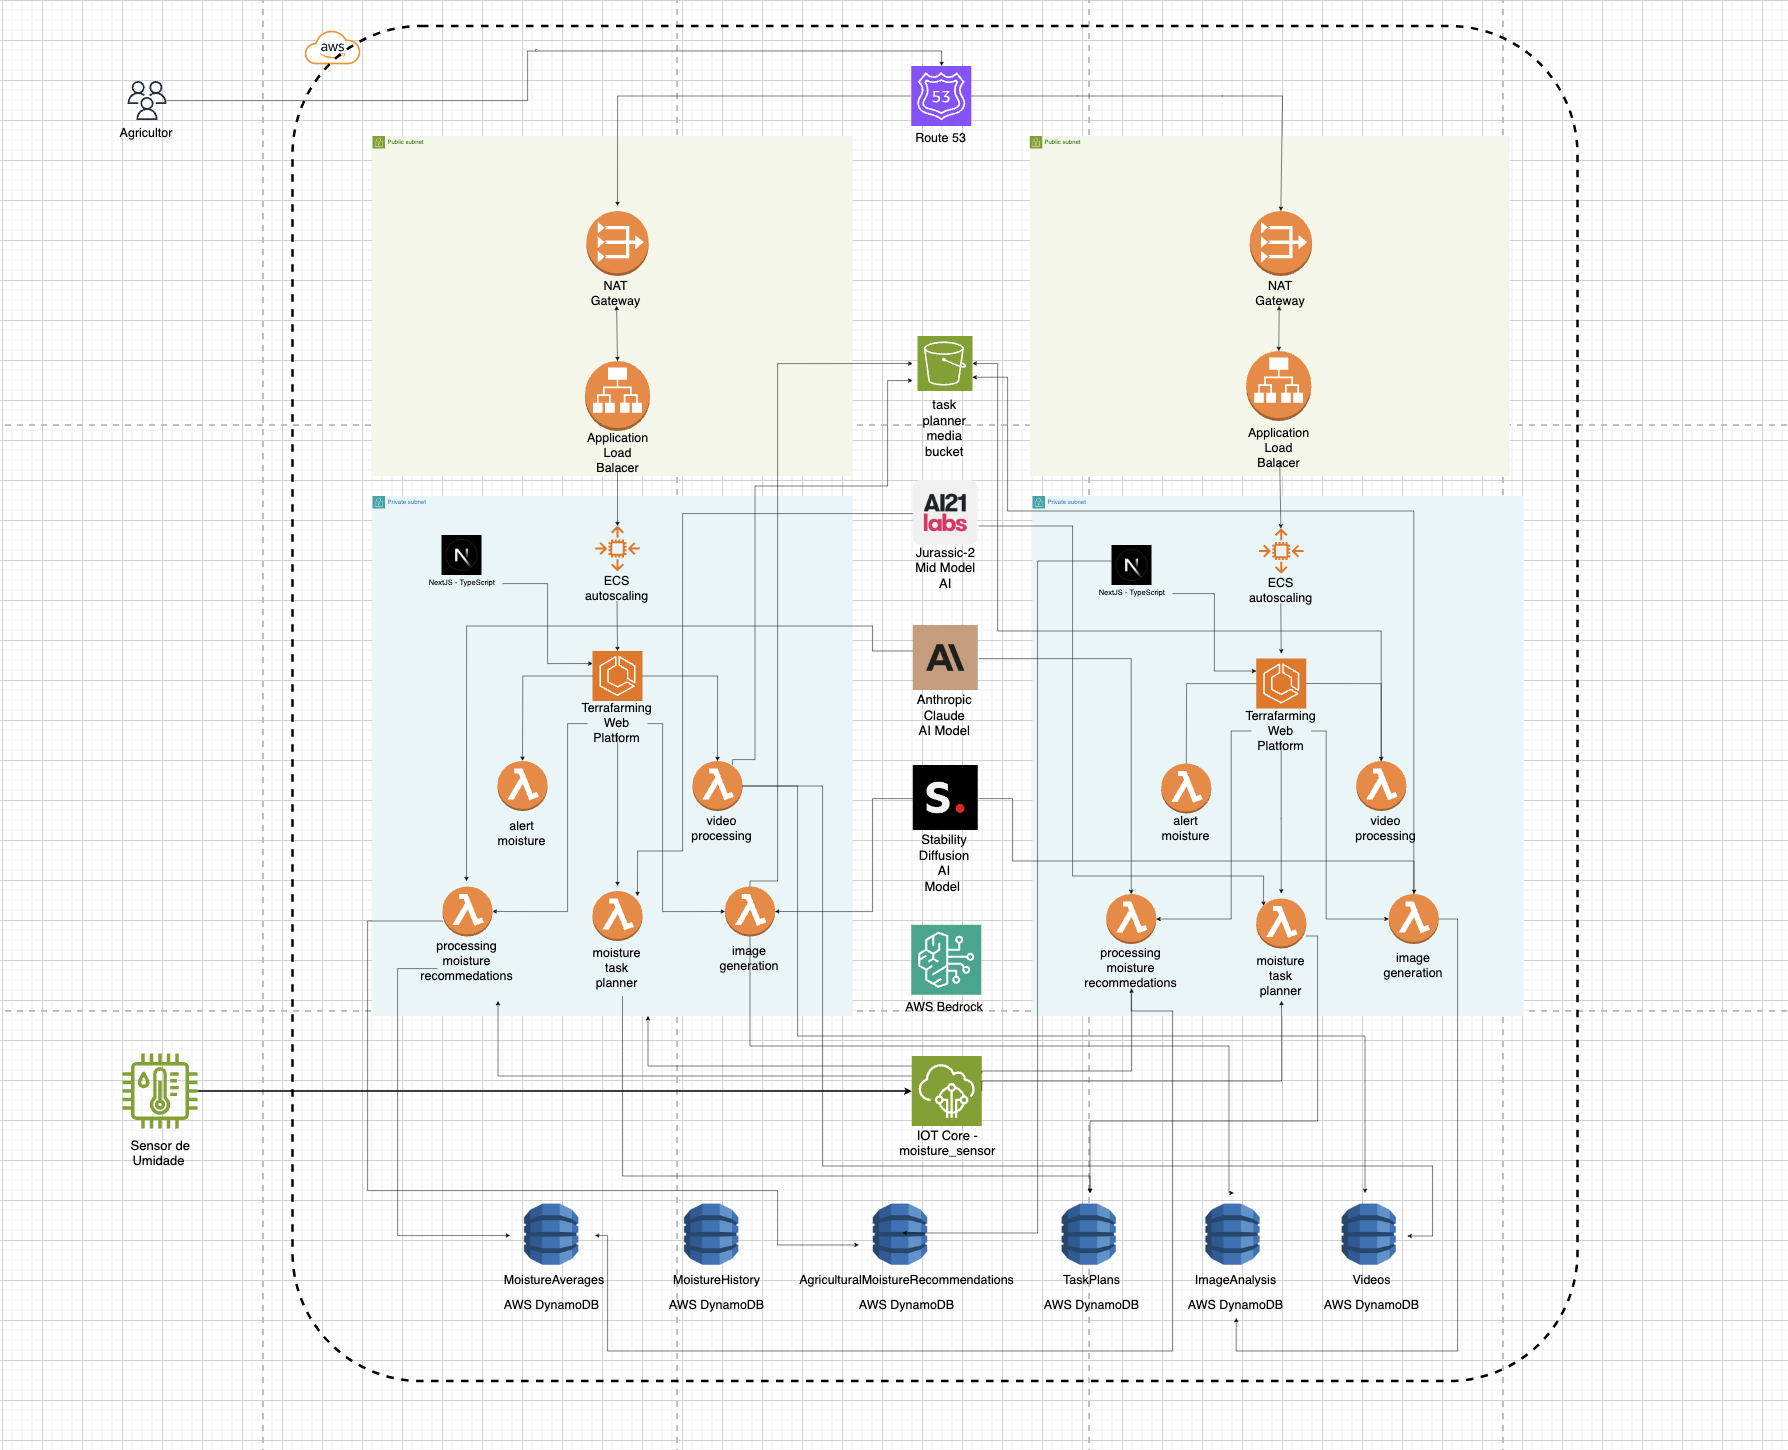 aws
Agricultor
53
Route 53
Public subnet
Public subnet
NAT
Gateway
NAT
Gateway
Application
Load
Balacer
Application
Load
Balacer
task
planner
media
bucket
Private subnet
Private subnet
AI21
labs
Jurassic-2
Mid Model
AI
N
NextJS - TypeScript
ECS
autoscaling
N
NextJS - TypeScript
ECS
autoscaling
A\
Anthropic
Claude
AI Model
Terrafarming
Web
Platform
Terrafarming
Web
Platform
S.
Stability
Diffusion
AI
Model
λ
alert
moisture
λ
video
processing
λ
alert
moisture
λ
video
processing
λ
processing
moisture
recommedations
λ
moisture
task
planner
λ
image
generation
AWS Bedrock
λ
processing
moisture
recommedations
λ
moisture
task
planner
λ
image
generation
Sensor de
Umidade
IOT Core -
moisture_sensor
MoistureAverages
AWS DynamoDB
MoistureHistory
AWS DynamoDB
AgriculturalMoistureRecommendations
AWS DynamoDB
TaskPlans
AWS DynamoDB
ImageAnalysis
AWS DynamoDB
Videos
AWS DynamoDB